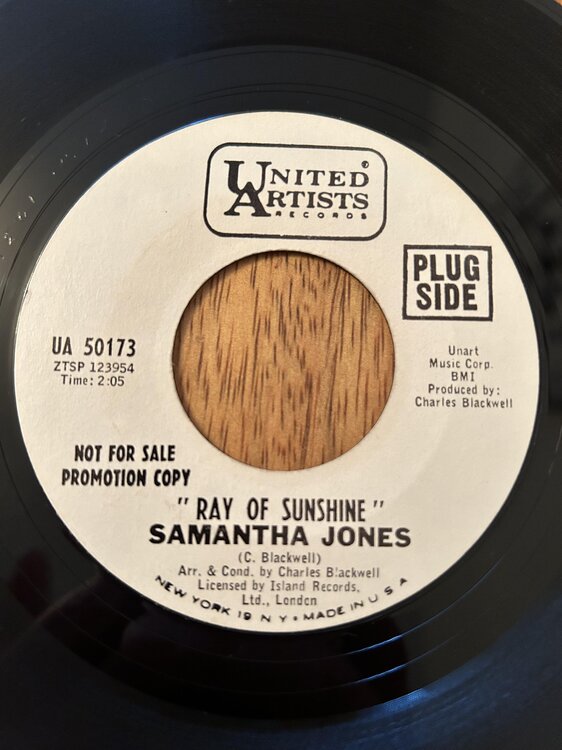 UNITED ®
ARTISTS
RECORDS
PLUG
SIDE
UA 50173
ZTSP 123954
Time: 2:05
Unart
Music Corp.
BMI
Produced by:
Charles Blackwell
NOT FOR SALE
PROMOTION COPY
"RAY OF SUNSHINE"
SAMANTHA JONES
(C. Blackwell)
Arr. & Cond. by Charles Blackwell
Licensed by Island Records,
Ltd., London
NEW YORK 19 N Y • MADE IN U S A